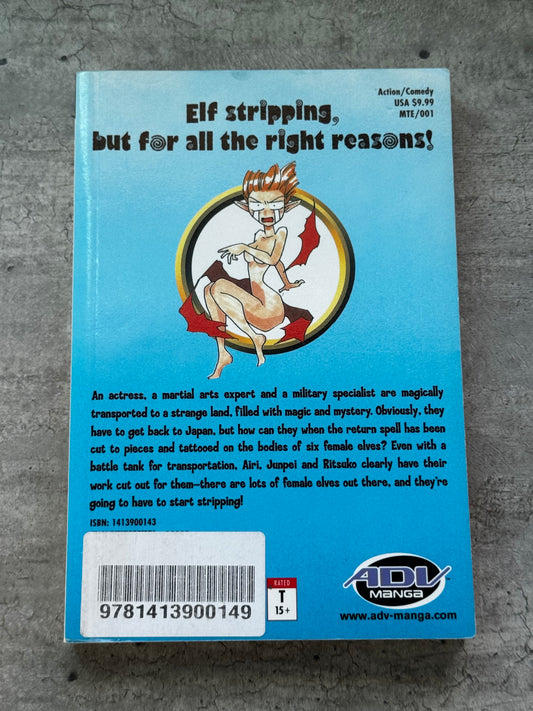 Action/Comedy
USA $9.99
MTE/001
Elf stripping,
but for all the right reasons!
An actress, a martial arts expert and a military specialist are magically
transported to a strange land, filled with magic and mystery. Obviously, they
have to get back to Japan, but how can they when the return spell has been
cut to pieces and tattooed on the bodies of six female elves? Even with a
battle tank for transportation, Airi, Junpei and Ritsuko clearly have their
work cut out for them—there are lots of female elves out there, and they're
going to have to start stripping!
ISBN: 1413900143
9781413900149
RATED
T
15+
ADV
MANGA
™
www.adv-manga.com